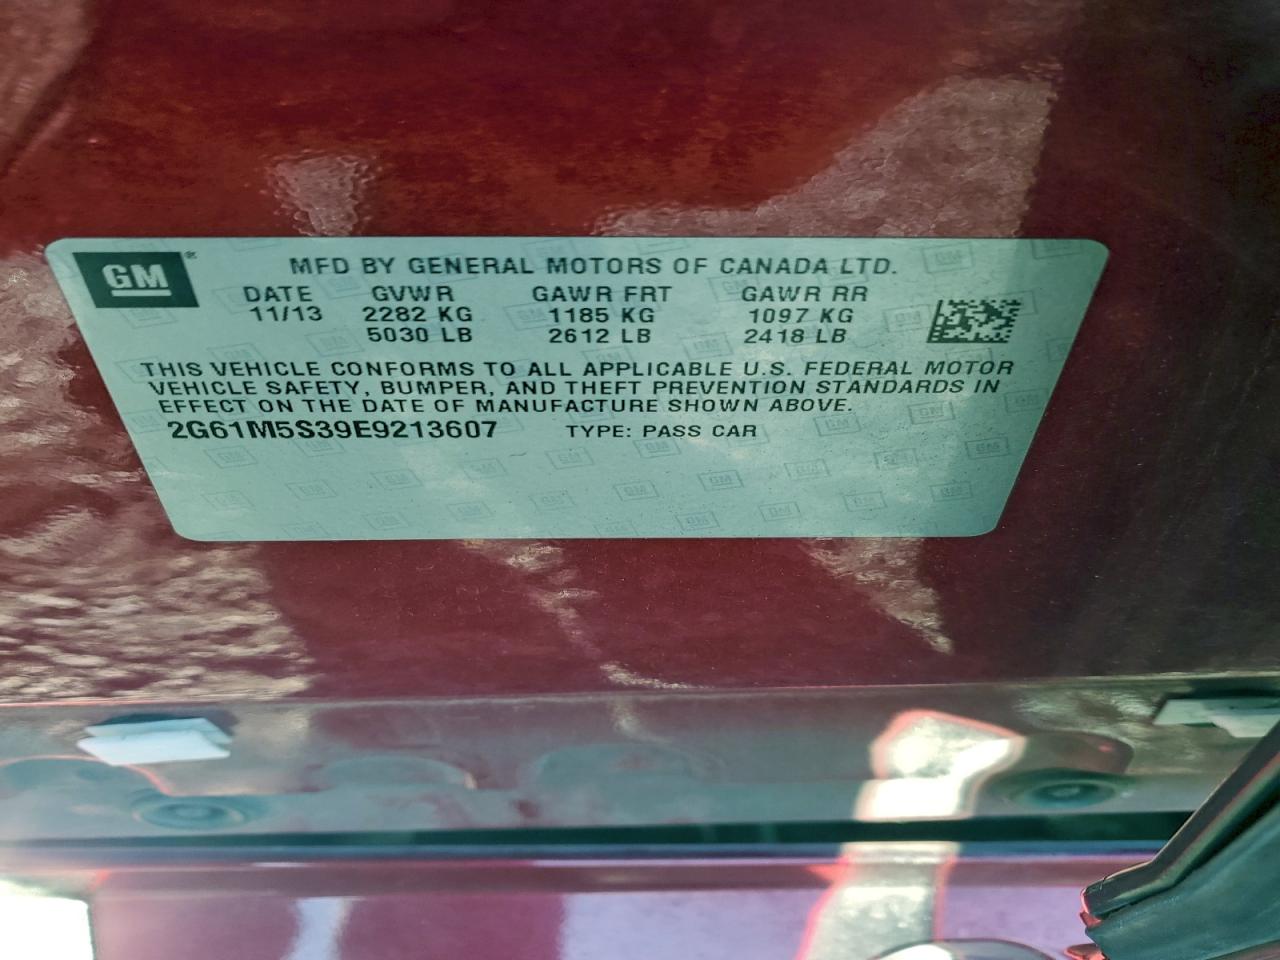 GM®
MFD BY GENERAL MOTORS OF CANADA LTD.
DATE GVWR GAWR FRT GAWR RR
11/13 2282 KG 1185 KG 1097 KG
5030 LB 2612 LB 2418 LB
THIS VEHICLE CONFORMS TO ALL APPLICABLE U.S. FEDERAL MOTOR
VEHICLE SAFETY, BUMPER, AND THEFT PREVENTION STANDARDS IN
EFFECT ON THE DATE OF MANUFACTURE SHOWN ABOVE.
2G61M5S39E9213607 TYPE: PASS CAR